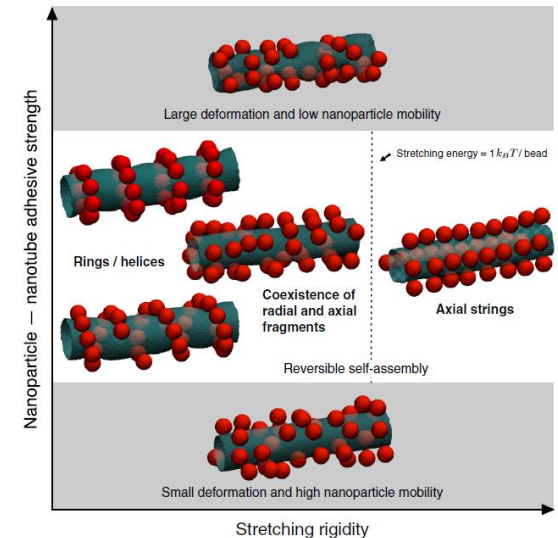 Large deformation and low nanoparticle mobility
Stretching energy ≈ 1 k_BT / bead
Rings / helices
Coexistence of
radial and axial
fragments
Axial strings
Reversible self-assembly
Small deformation and high nanoparticle mobility
Nanoparticle — nanotube adhesive strength
Stretching rigidity